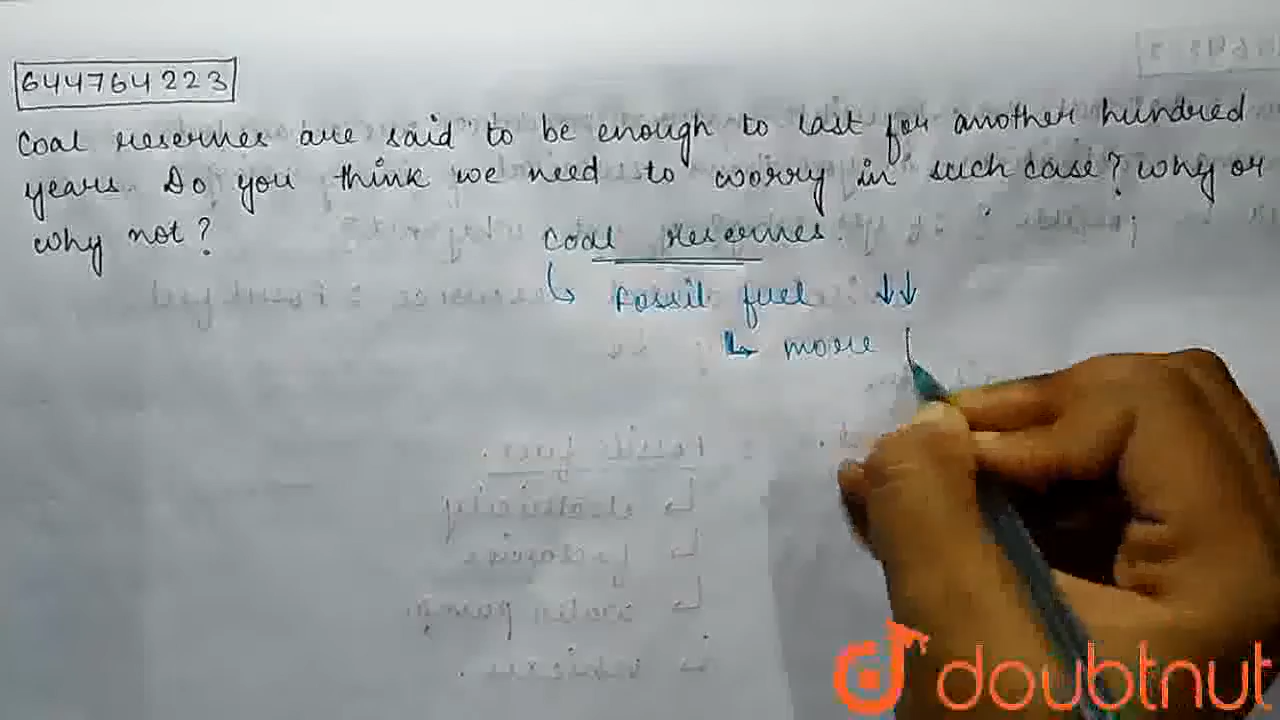 644764223
Coal reserves are said to be enough to last for another hundred
years. Do you think we need to worry in such case? Why or
why not?
Coal reserves.
↳ Fossil fuel ↓↓
↳ more
doubtnut